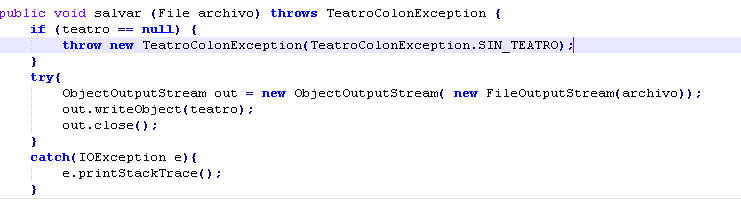 public void salvar (File archivo) throws TeatroColonException {
if (teatro == null) {
throw new TeatroColonException(TeatroColonException.SIN_TEATRO);
}
try{
ObjectOutputStream out = new ObjectOutputStream( new FileOutputStream(archivo));
out.writeObject(teatro);
out.close();
}
catch(IOException e){
e.printStackTrace();
}